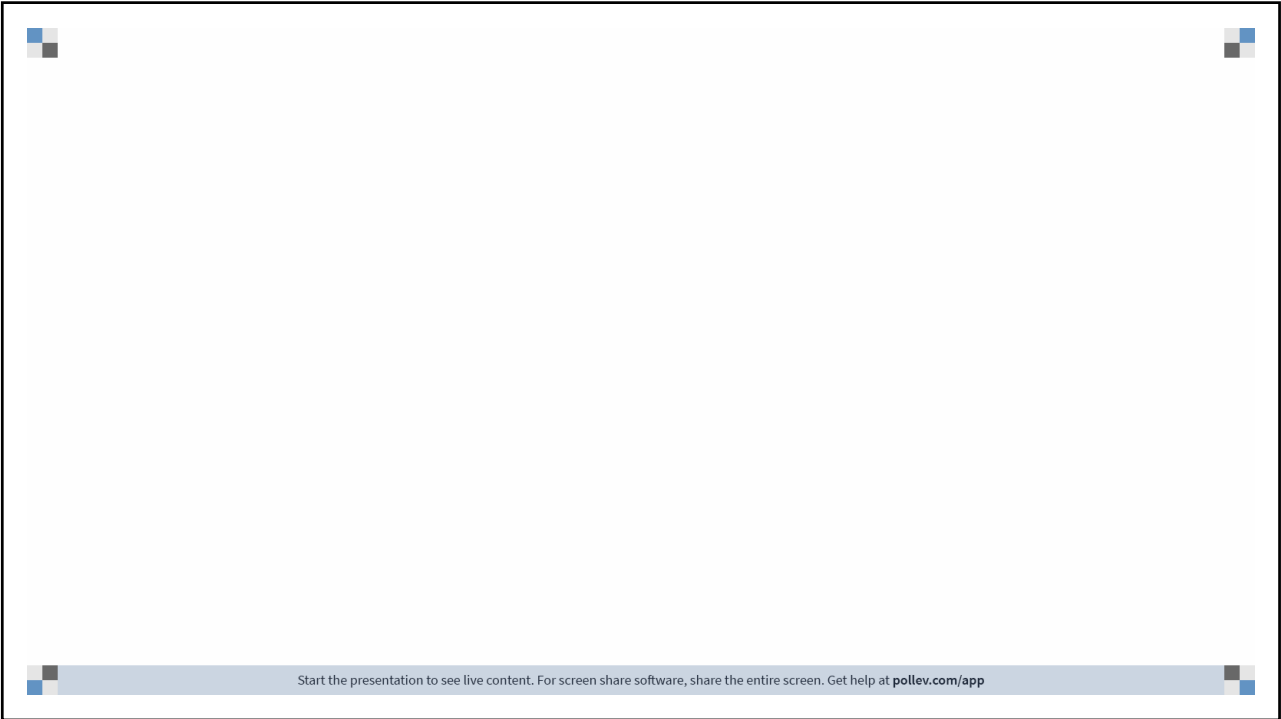 Start the presentation to see live content. For screen share software, share the entire screen. Get help at pollev.com/app